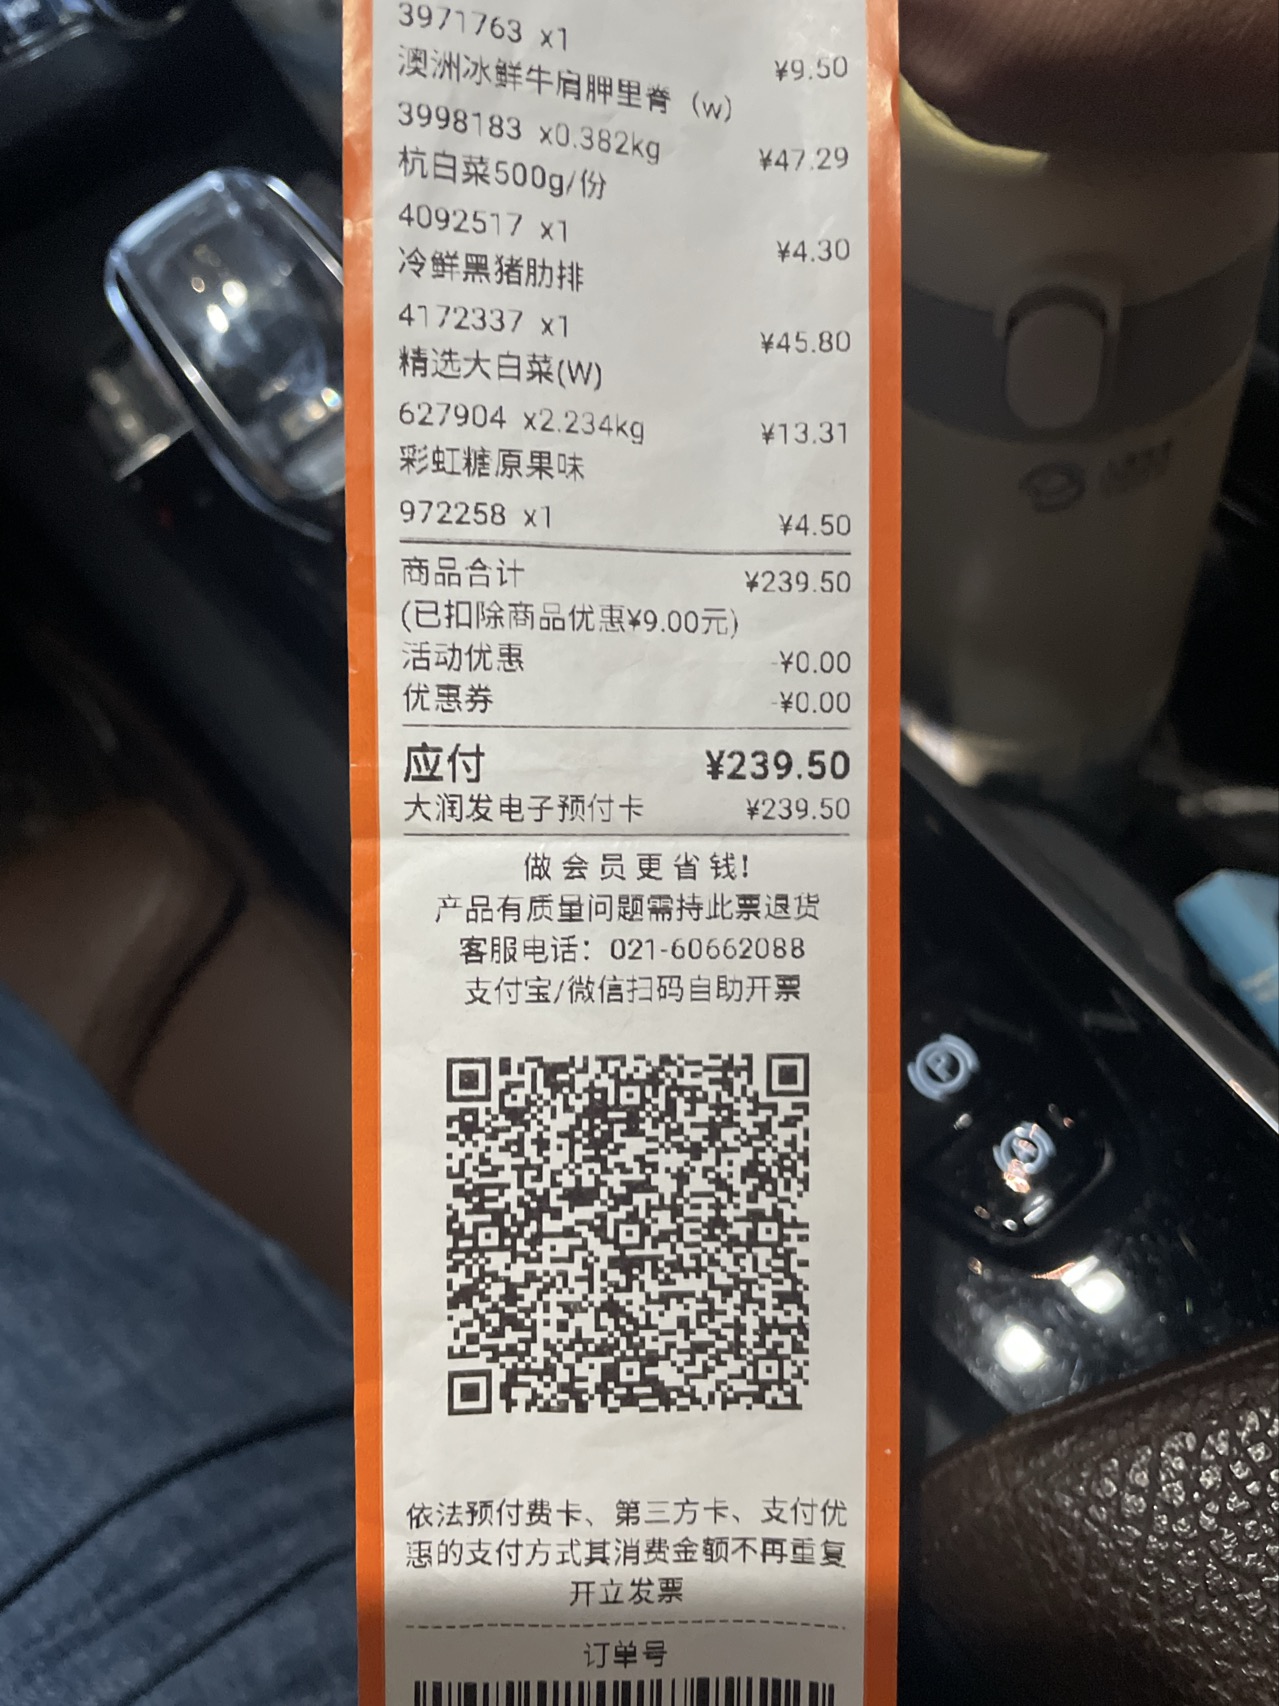 3971763 x1
¥9.50
澳洲冰鲜牛肩胛里脊 (w)
3998183 x0.382kg
¥47.29
杭白菜500g/份
4092517 x1
¥4.30
冷鲜黑猪肋排
4172337 x1
¥45.80
精选大白菜(W)
627904 x2.234kg
¥13.31
彩虹糖原果味
972258 x1
¥4.50
商品合计 ¥239.50
(已扣除商品优惠¥9.00元)
活动优惠 -¥0.00
优惠券 -¥0.00
应付 ¥239.50
大润发电子预付卡 ¥239.50
做会员更省钱!
产品有质量问题需持此票退货
客服电话：021-60662088
支付宝/微信扫码自助开票
依法预付费卡、第三方卡、支付优
惠的支付方式其消费金额不再重复
开立发票
订单号
P